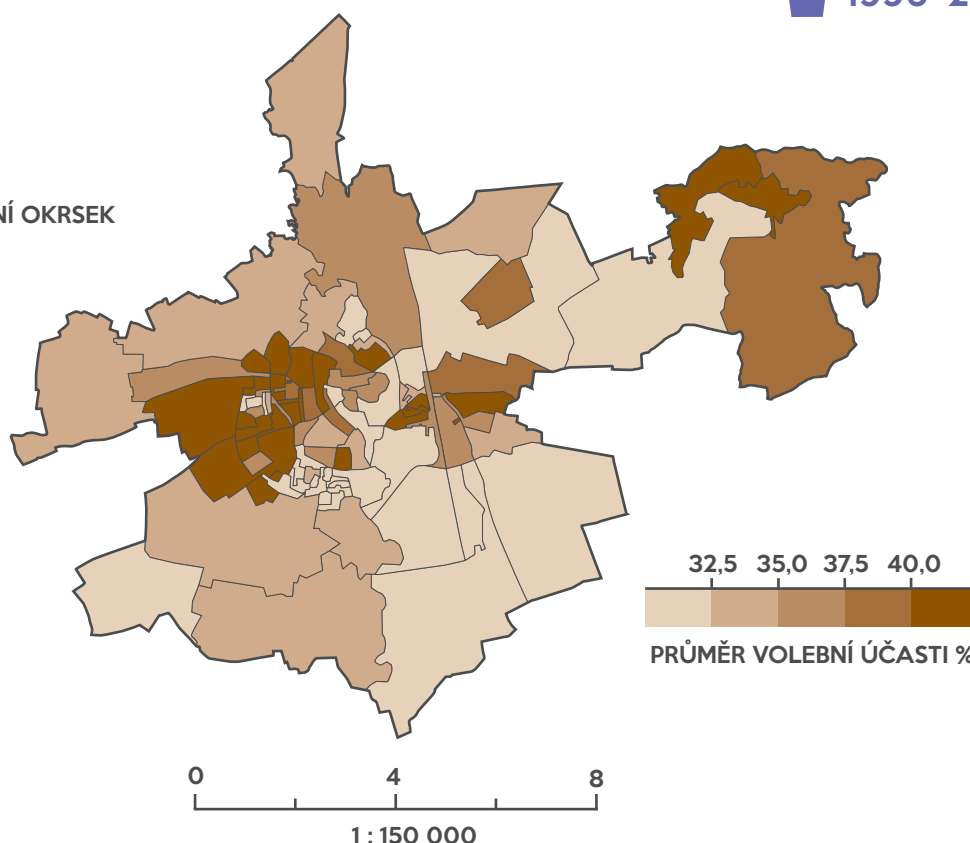 NÍ OKRSEK
32,5 35,0 37,5 40,0
PRŮMĚR VOLEBNÍ ÚČASTI %
0 4 8
1 : 150 000